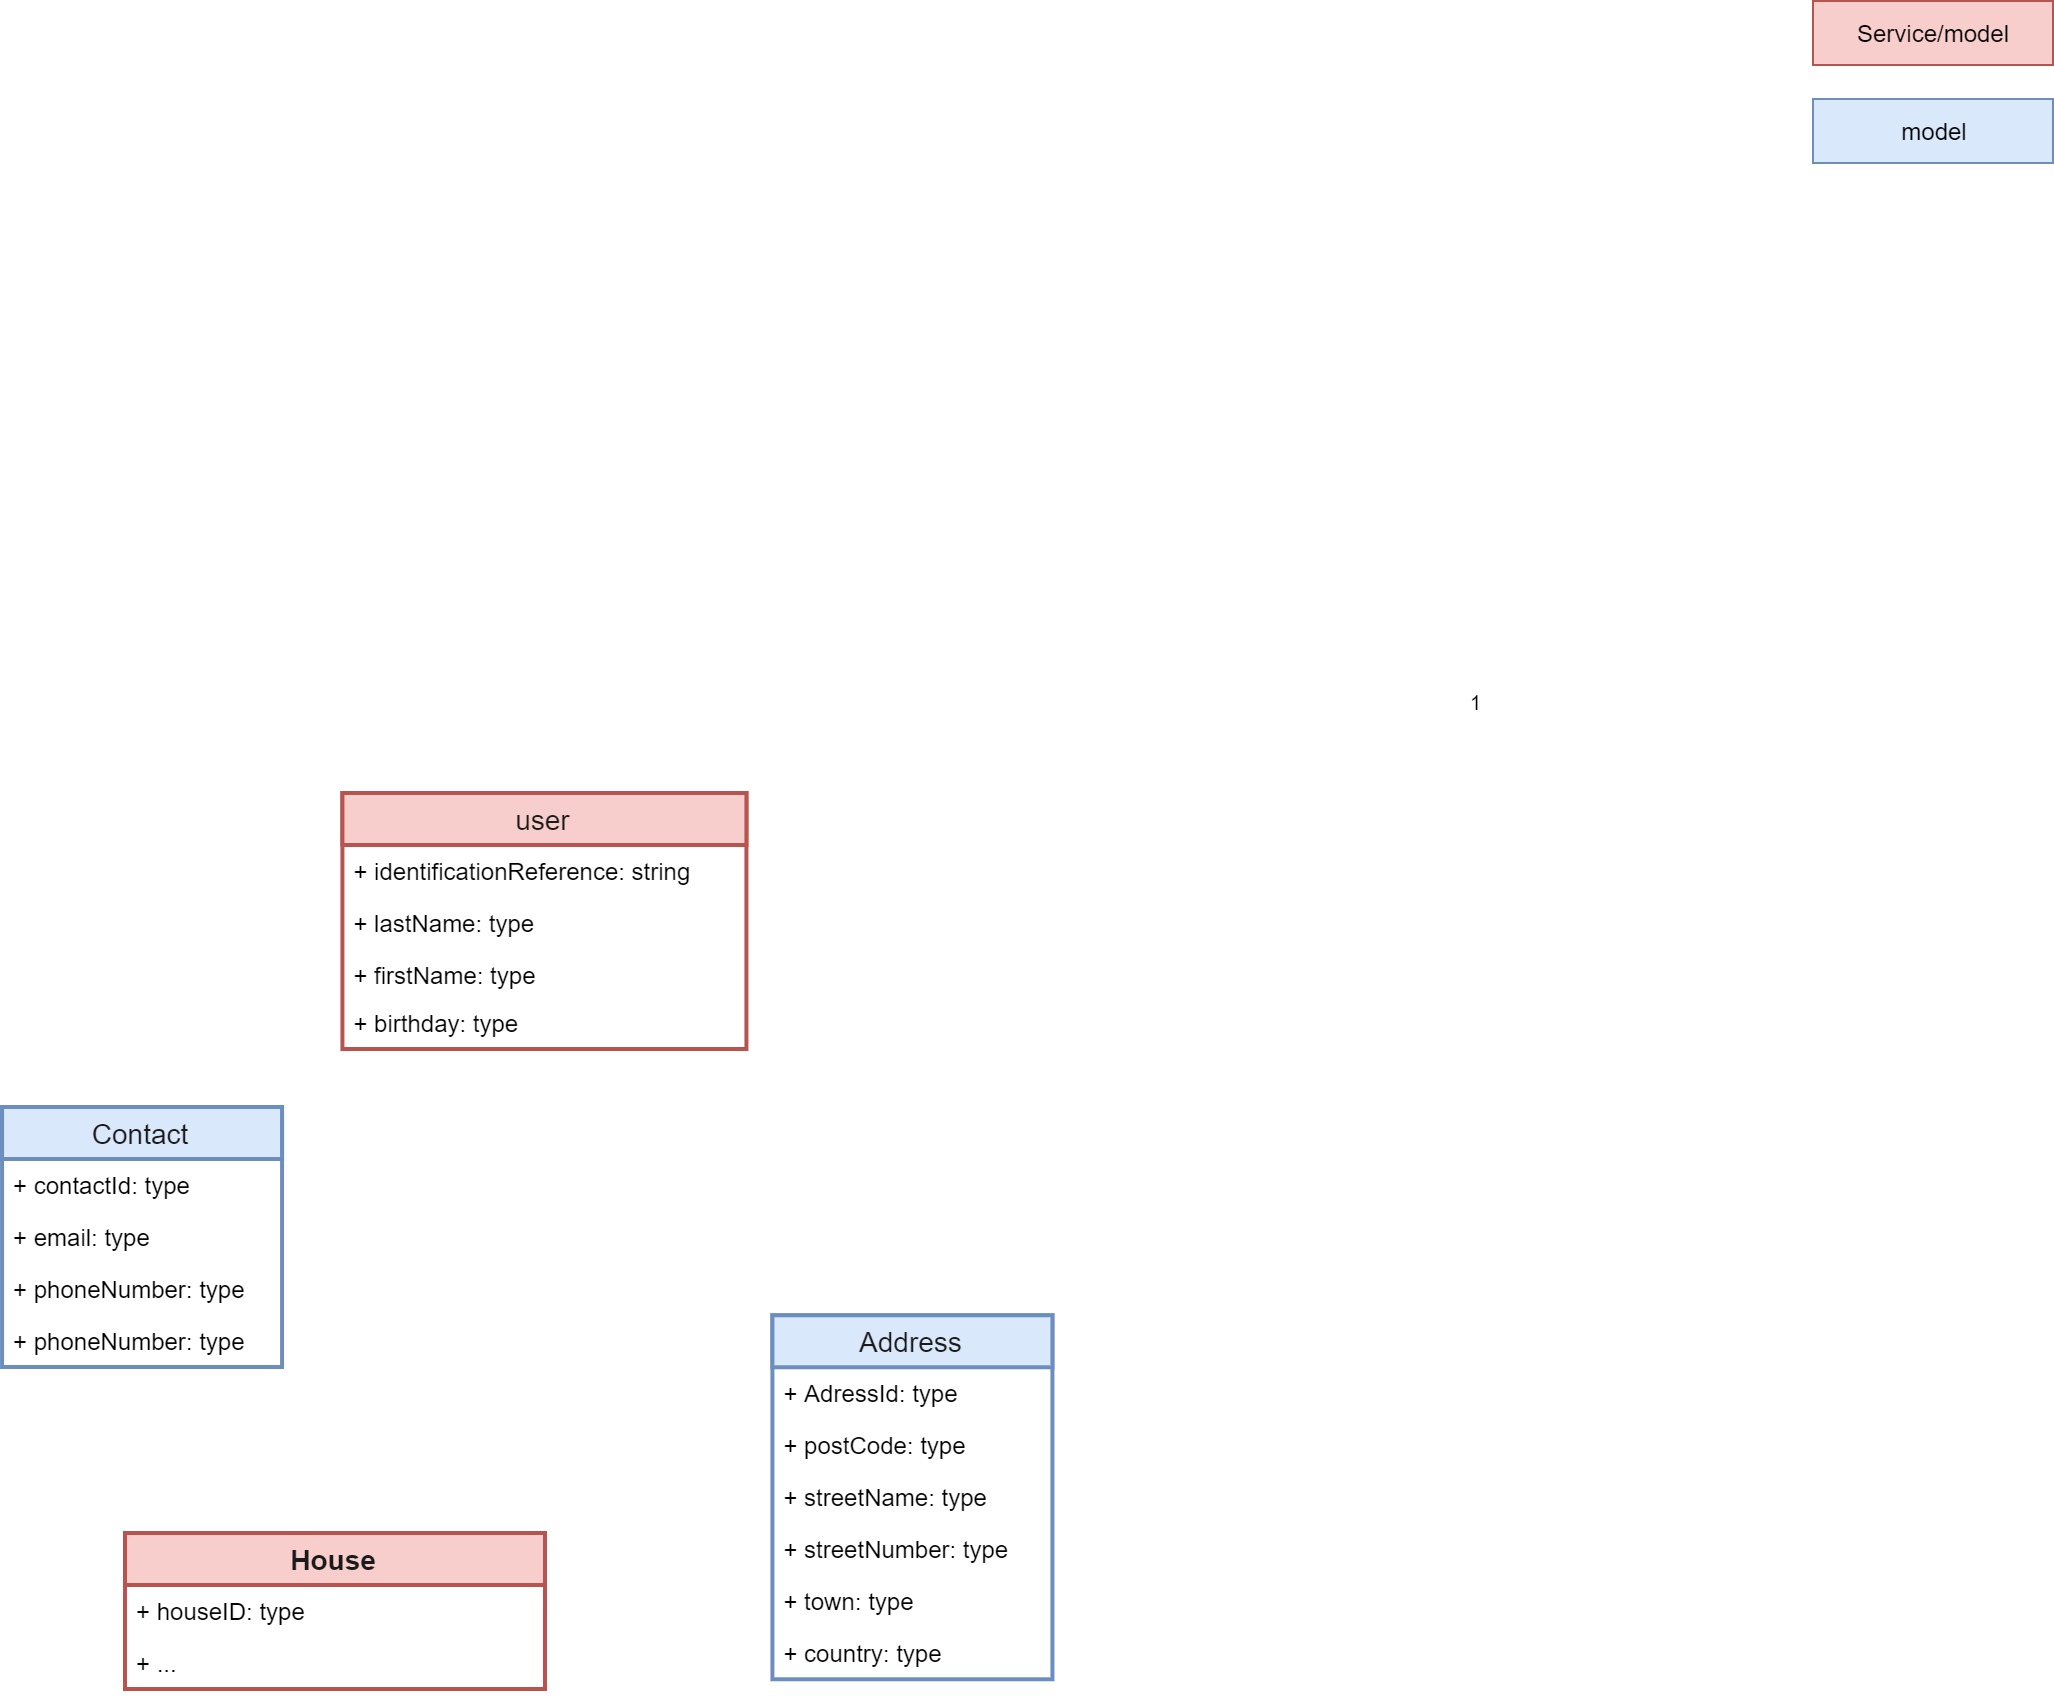 Service/model
model
1
user
+ identificationReference: string
+ lastName: type
+ firstName: type
+ birthday: type
Contact
+ contactId: type
+ email: type
+ phoneNumber: type
+ phoneNumber: type
Address
+ AdressId: type
+ postCode: type
+ streetName: type
+ streetNumber: type
+ town: type
+ country: type
House
+ houseID: type
+ ...